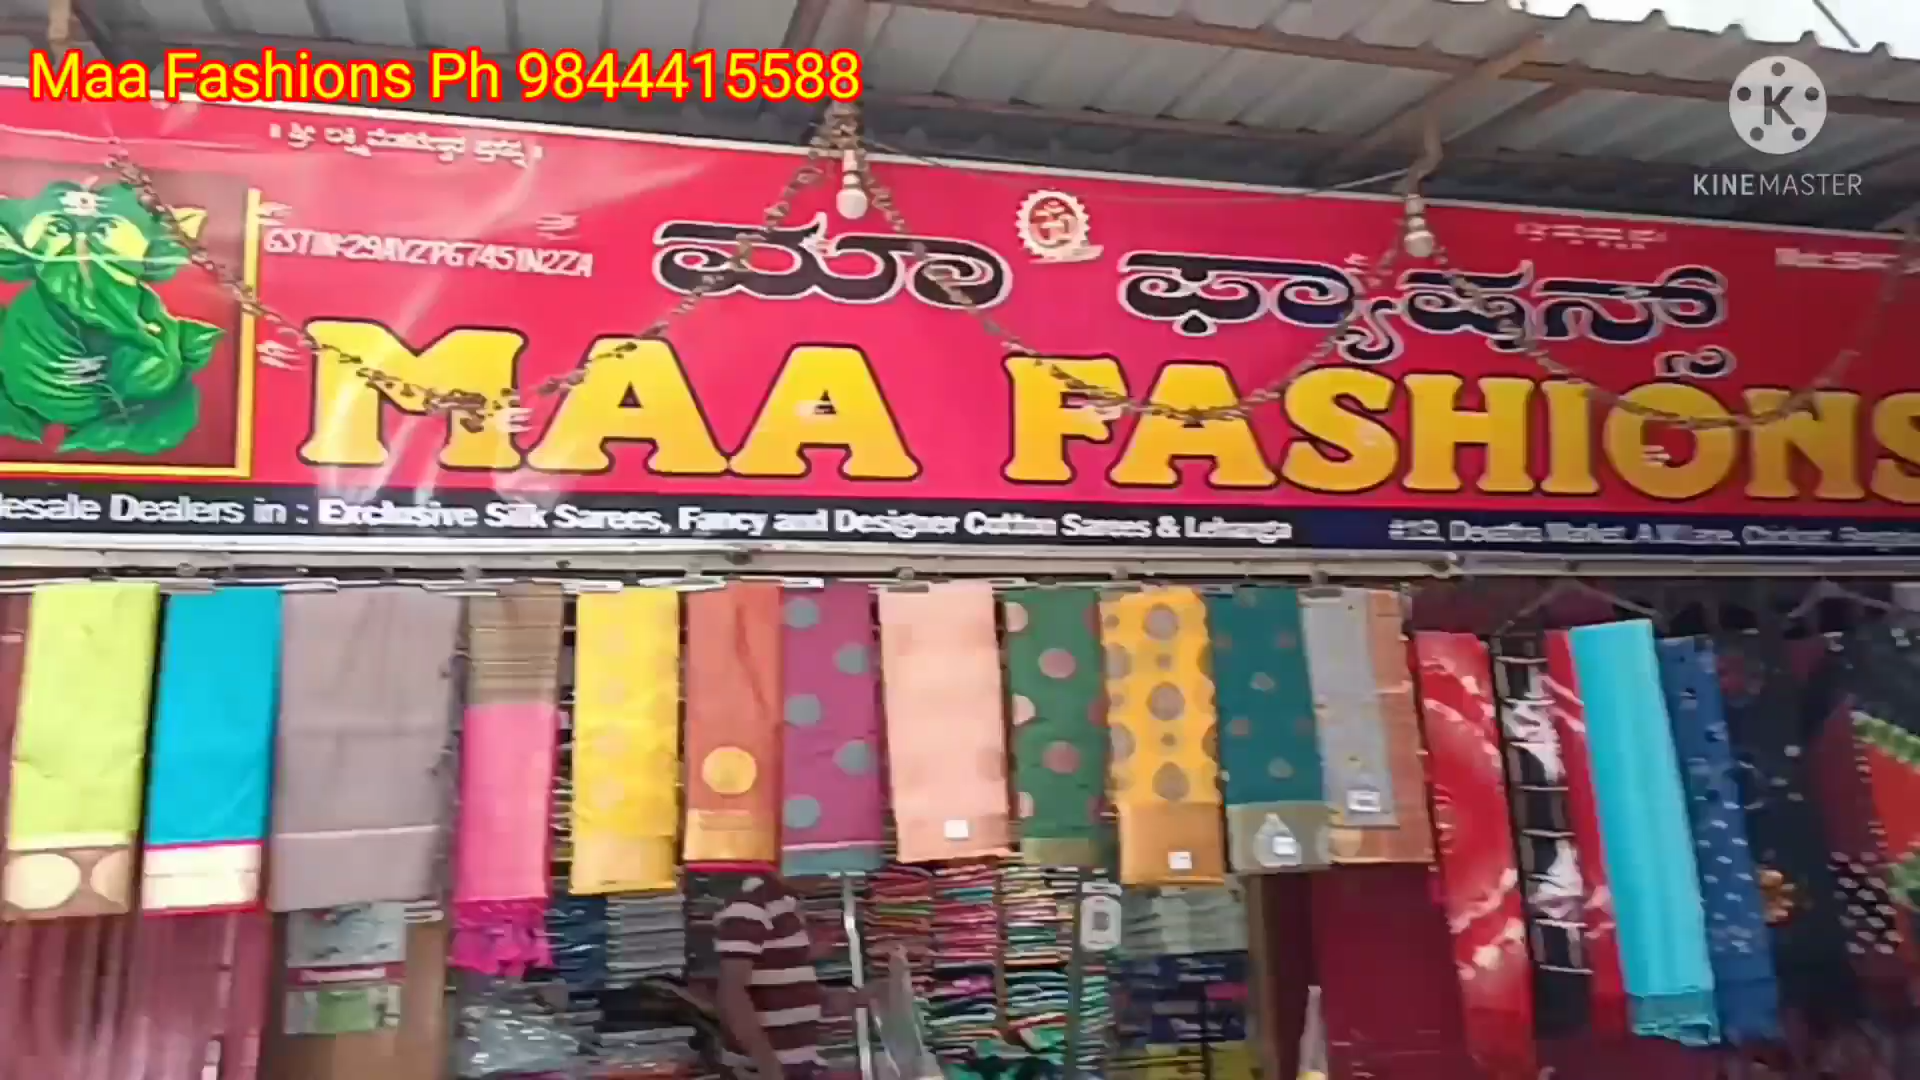 Maa Fashions Ph 9844415588
KINEMASTER
GSTIN:29AYZPG7451N2ZA
ಮಾ ಫ್ಯಾಷನ್ಸ್
MAA FASHIONS
Dealers in : Exclusive Silk Sarees, Fancy and Designer Cotton Sarees & Lehanga